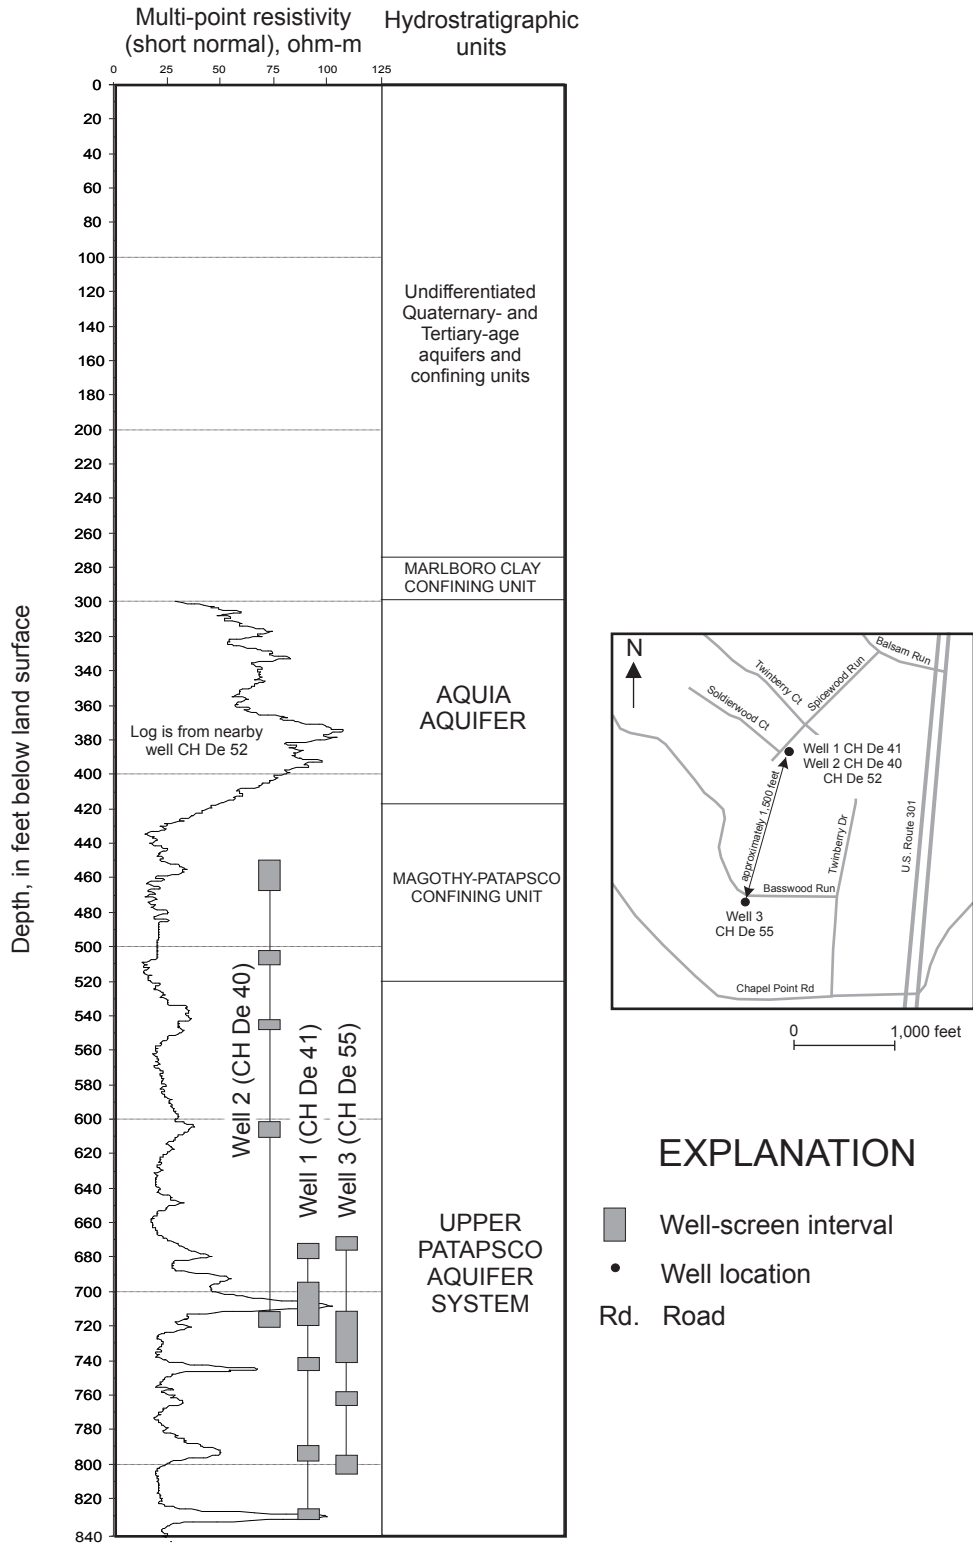 Multi-point resistivity
(short normal), ohm-m
Hydrostratigraphic
units
0 25 50 75 100 125
Depth, in feet below land surface
0
20
40
60
80
100
120
140
160
180
200
220
240
260
280
300
320
340
360
380
400
420
440
460
480
500
520
540
560
580
600
620
640
660
680
700
720
740
760
780
800
820
840
Undifferentiated
Quaternary- and
Tertiary-age
aquifers and
confining units
MARLBORO CLAY
CONFINING UNIT
AQUIA
AQUIFER
Log is from nearby
well CH De 52
MAGOTHY-PATAPSCO
CONFINING UNIT
Well 2 (CH De 40)
Well 1 (CH De 41)
Well 3 (CH De 55)
UPPER
PATAPSCO
AQUIFER
SYSTEM
N
Balsam Run
Twinberry Ct
Spicewood Run
Soldierwood Ct
Well 1 CH De 41
Well 2 CH De 40
CH De 52
approximately 1,500 feet
Twinberry Dr
U.S. Route 301
Basswood Run
Well 3
CH De 55
Chapel Point Rd
0 1,000 feet
EXPLANATION
Well-screen interval
Well location
Rd. Road